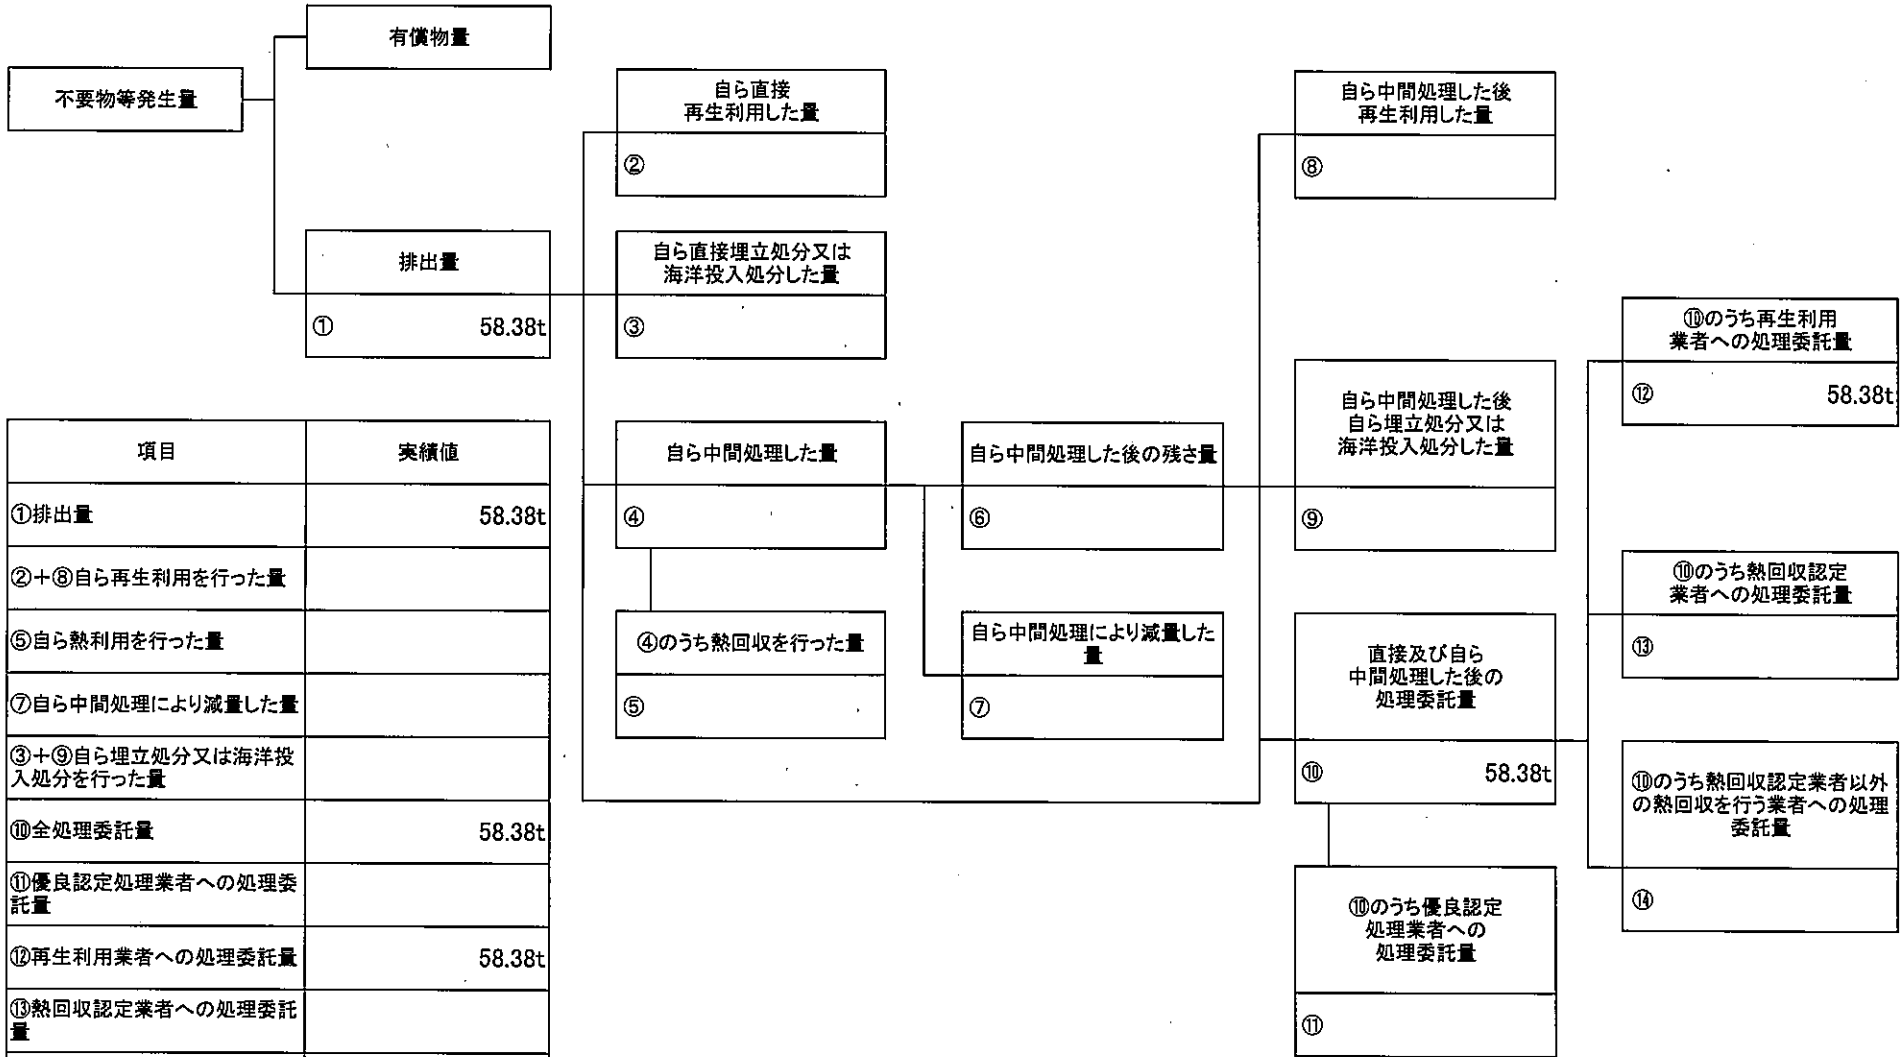 有償物量
不要物等発生量
自ら直接
再生利用した量
②
自ら中間処理した後
再生利用した量
⑧
排出量
① 58.38t
自ら直接埋立処分又は
海洋投入処分した量
③
⑩のうち再生利用
業者への処理委託量
⑫ 58.38t
自ら中間処理した量
④
自ら中間処理した後の残さ量
⑥
自ら中間処理した後
自ら埋立処分又は
海洋投入処分した量
⑨
④のうち熱回収を行った量
⑤
自ら中間処理により減量した
量
⑦
直接及び自ら
中間処理した後の
処理委託量
⑩ 58.38t
⑩のうち熱回収認定
業者への処理委託量
⑬
⑩のうち熱回収認定業者以外
の熱回収を行う業者への処理
委託量
⑭
⑩のうち優良認定
処理業者への
処理委託量
⑪
項目 実績値
①排出量 58.38t
②+⑧自ら再生利用を行った量
⑤自ら熱利用を行った量
⑦自ら中間処理により減量した量
③+⑨自ら埋立処分又は海洋投
入処分を行った量
⑩全処理委託量 58.38t
⑪優良認定処理業者への処理委
託量
⑫再生利用業者への処理委託量 58.38t
⑬熱回収認定業者への処理委託
量